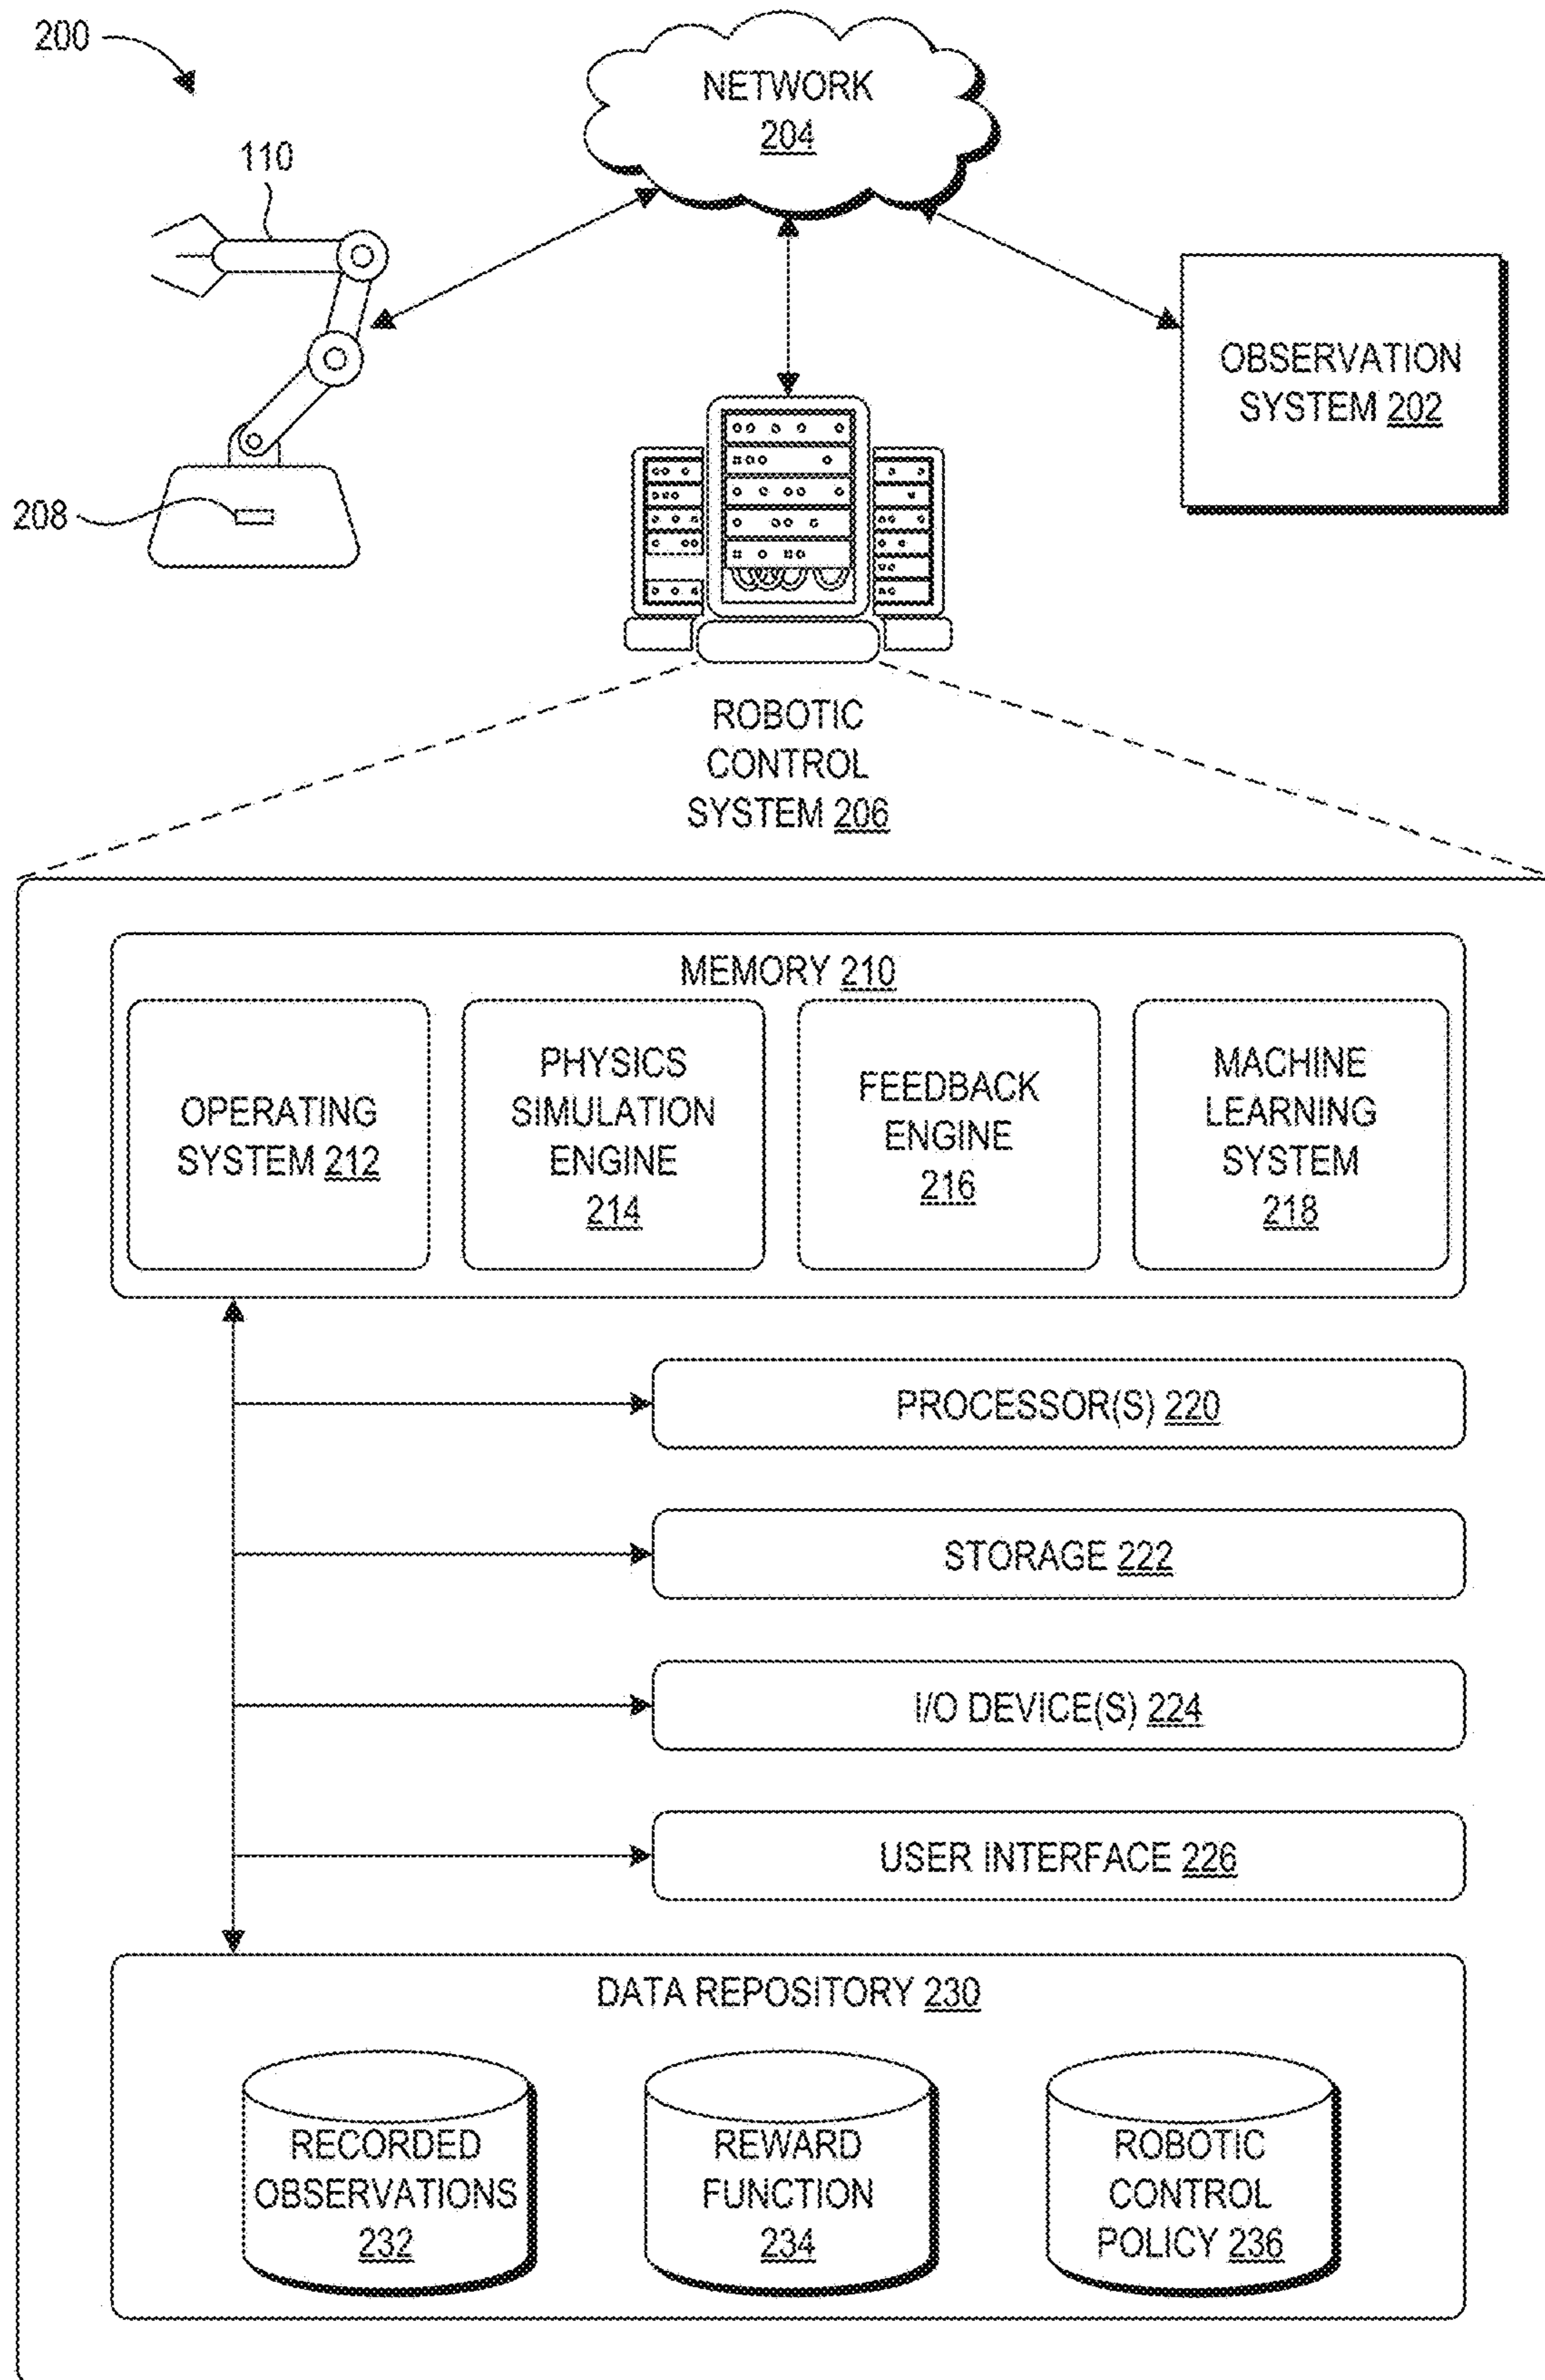 200
NETWORK
204
110
OBSERVATION
SYSTEM 202
208
ROBOTIC
CONTROL
SYSTEM 206
MEMORY 210
OPERATING
SYSTEM 212
PHYSICS
SIMULATION
ENGINE
214
FEEDBACK
ENGINE
216
MACHINE
LEARNING
SYSTEM
218
PROCESSOR(S) 220
STORAGE 222
I/O DEVICE(S) 224
USER INTERFACE 226
DATA REPOSITORY 230
RECORDED
OBSERVATIONS
232
REWARD
FUNCTION
234
ROBOTIC
CONTROL
POLICY 236